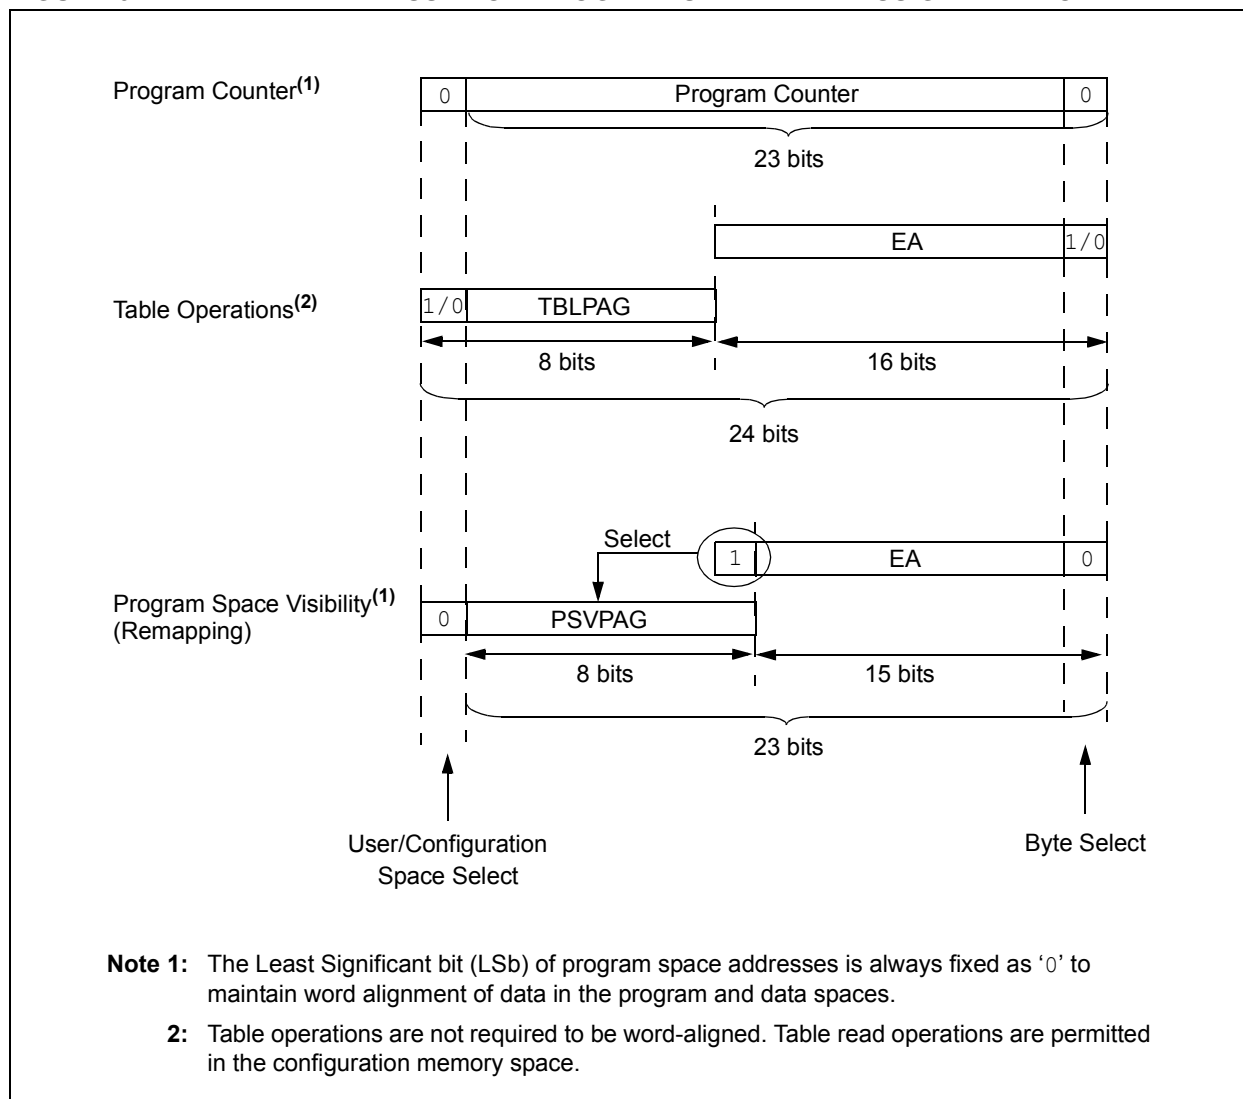 Program Counter(1)
0 Program Counter 0
23 bits
EA 1/0
Table Operations(2)
1/0 TBLPAG
8 bits 16 bits
24 bits
Select
1 EA 0
Program Space Visibility(1)
(Remapping)
0 PSVPAG
8 bits 15 bits
23 bits
User/Configuration
Space Select
Byte Select
Note 1: The Least Significant bit (LSb) of program space addresses is always fixed as ‘0’ to
maintain word alignment of data in the program and data spaces.
2: Table operations are not required to be word-aligned. Table read operations are permitted
in the configuration memory space.